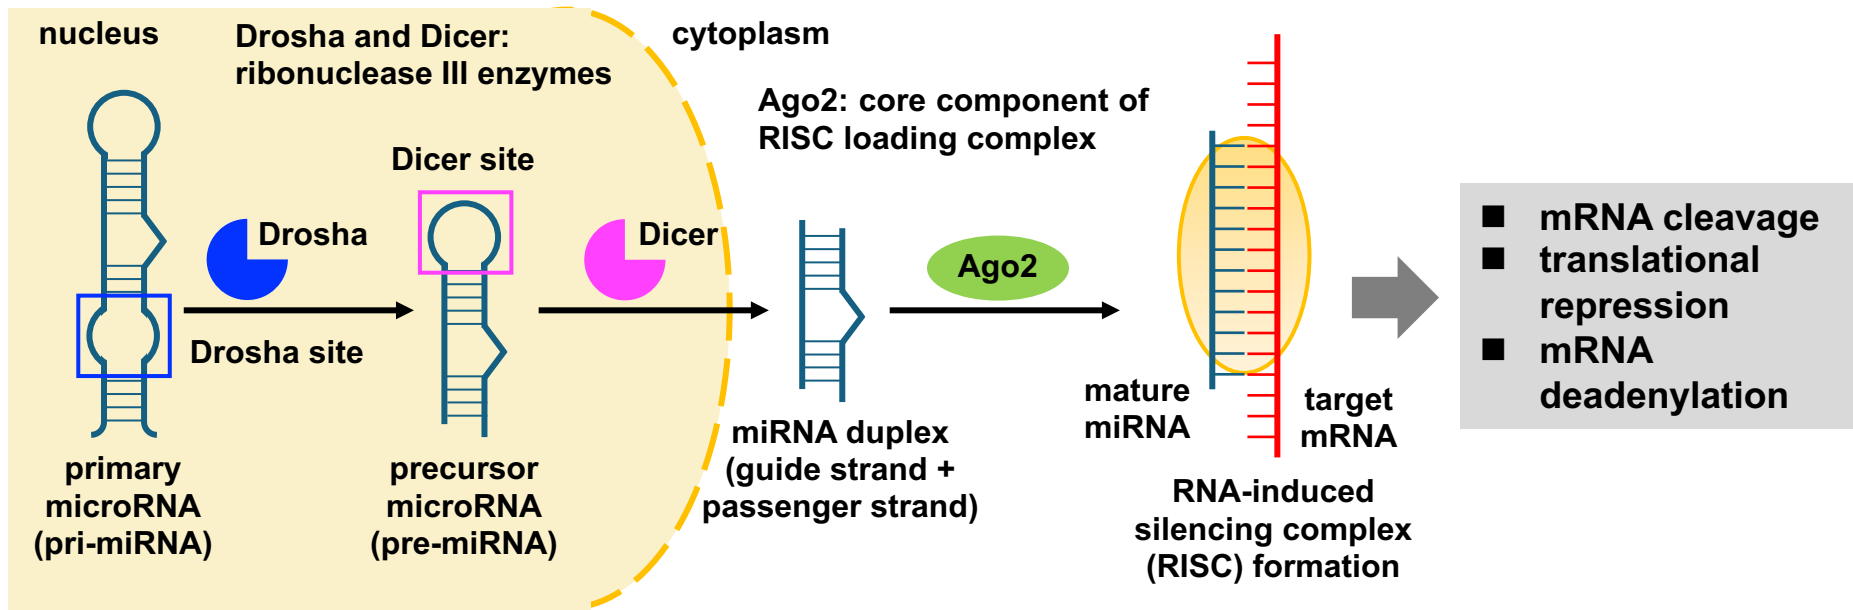 nucleus
Drosha and Dicer:
ribonuclease III enzymes
cytoplasm
Ago2: core component of
RISC loading complex
Dicer site
Drosha
Dicer
Ago2
Drosha site
primary
microRNA
(pri-miRNA)
precursor
microRNA
(pre-miRNA)
miRNA duplex
(guide strand +
passenger strand)
mature
miRNA
target
mRNA
RNA-induced
silencing complex
(RISC) formation
■ mRNA cleavage
■ translational
repression
■ mRNA
deadenylation